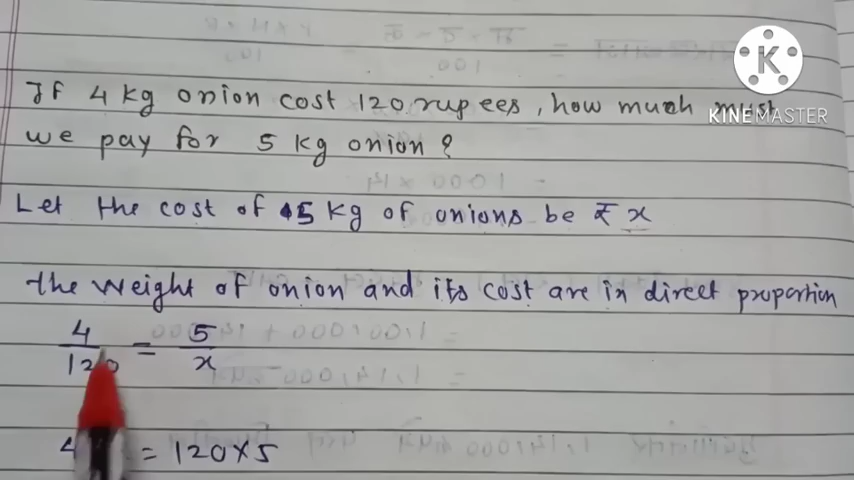 If 4 kg onion cost 120 rupees, how much must
we pay for 5 kg onion?
Let the cost of 5 kg of onions be ₹ x
The weight of onion and its cost are in direct proportion
4/120 = 5/x
4 = 120×5
K
KINEMASTER